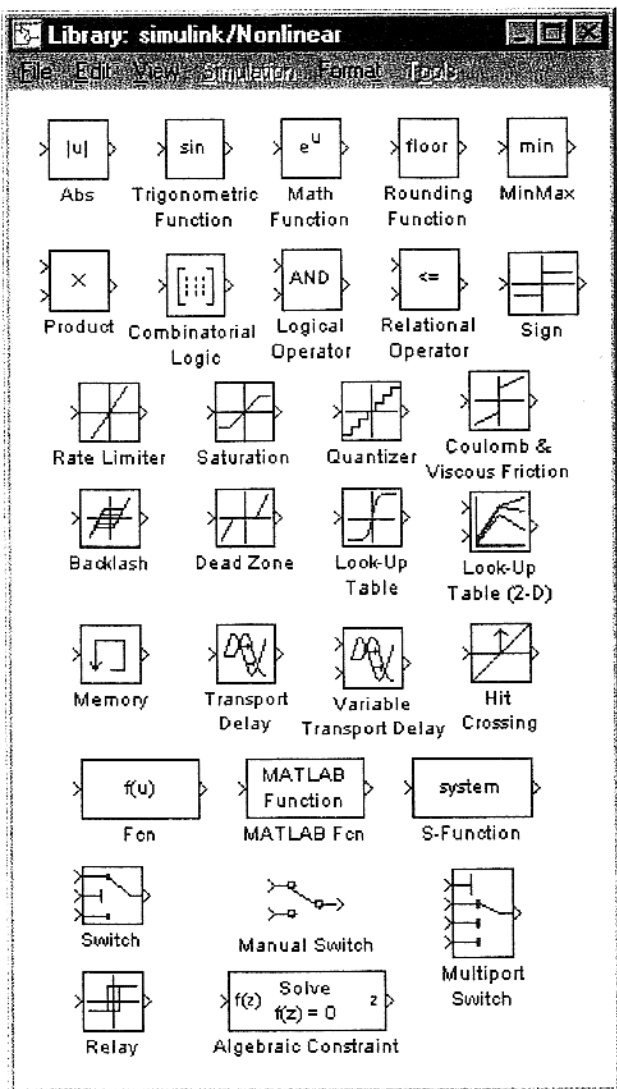 Library: simulink/Nonlinear
File Edit View Simulation Format Tools
|u| sin e^u floor min
Abs Trigonometric Function Math Function Rounding Function MinMax
× AND <=
Product Combinatorial Logic Logical Operator Relational Operator Sign
Rate Limiter Saturation Quantizer Coulomb & Viscous Friction
Backlash Dead Zone Look-Up Table Look-Up Table (2-D)
Memory Transport Delay Variable Transport Delay Hit Crossing
f(u) MATLAB Function system
Fcn MATLAB Fcn S-Function
Switch Manual Switch Multiport Switch
f(z) Solve f(z) = 0 z
Relay Algebraic Constraint